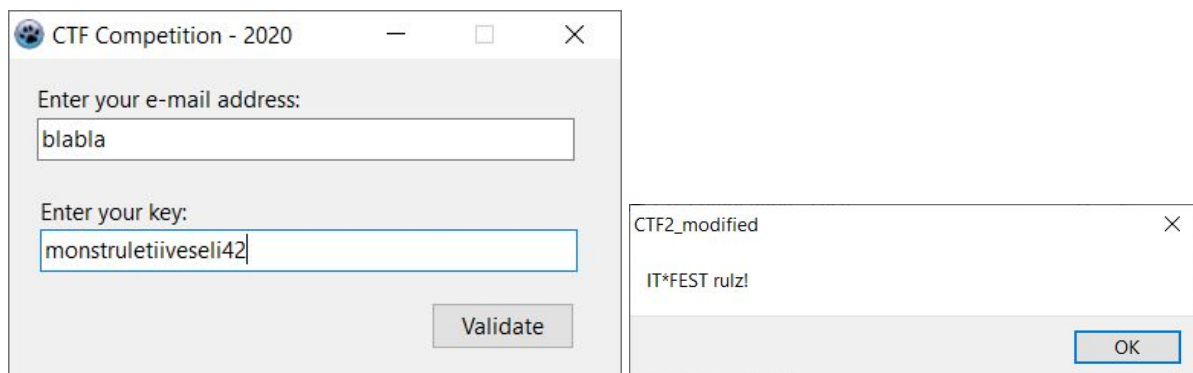 CTF Competition - 2020
Enter your e-mail address:
blabla
Enter your key:
monstruletiiveseli42
Validate
CTF2_modified
IT*FEST rulz!
OK